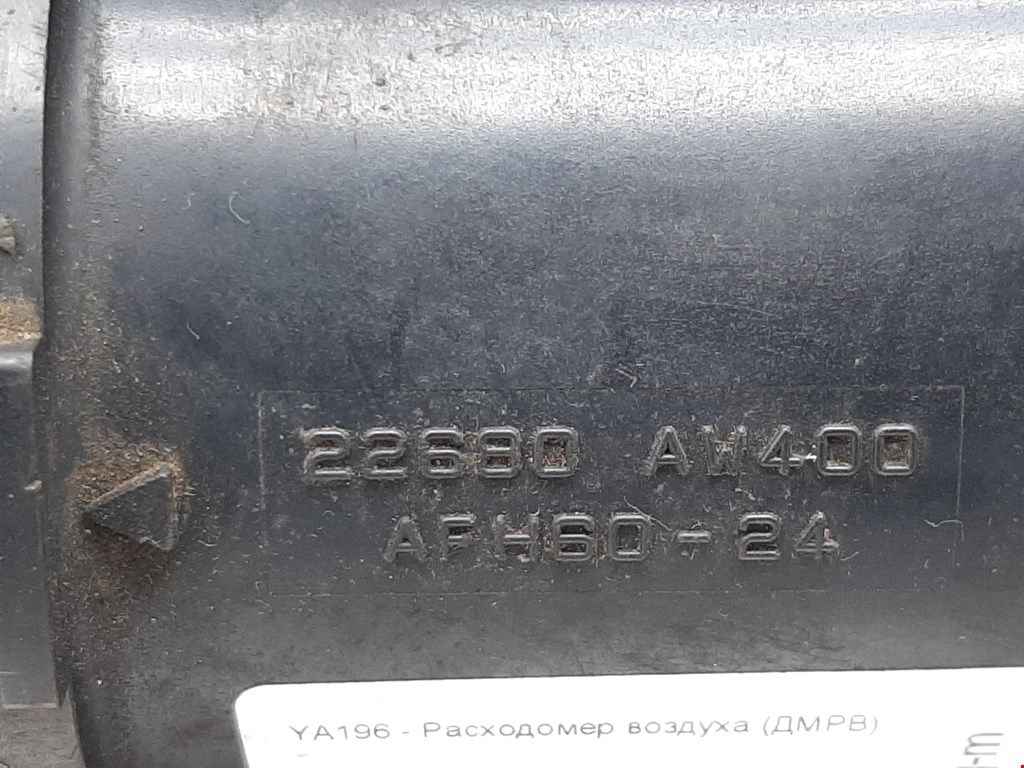 22680 AW400
AFH60-24
YA196 - Расходомер воздуха (ДМРВ)